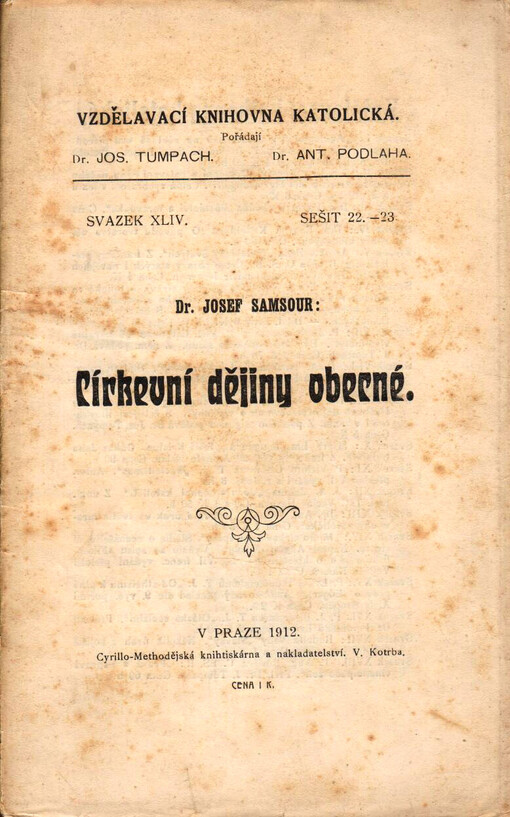 VZDĚLAVACÍ KNIHOVNA KATOLICKÁ.
Pořádají
Dr. JOS. TUMPACH. Dr. ANT. PODLAHA.
SVAZEK XLIV. SEŠIT 22.–23
Dr. JOSEF SAMSOUR:
Církevní dějiny obecné.
V PRAZE 1912.
Cyrillo-Methodějská knihtiskárna a nakladatelství. V. Kotrba.
CENA 1 K.